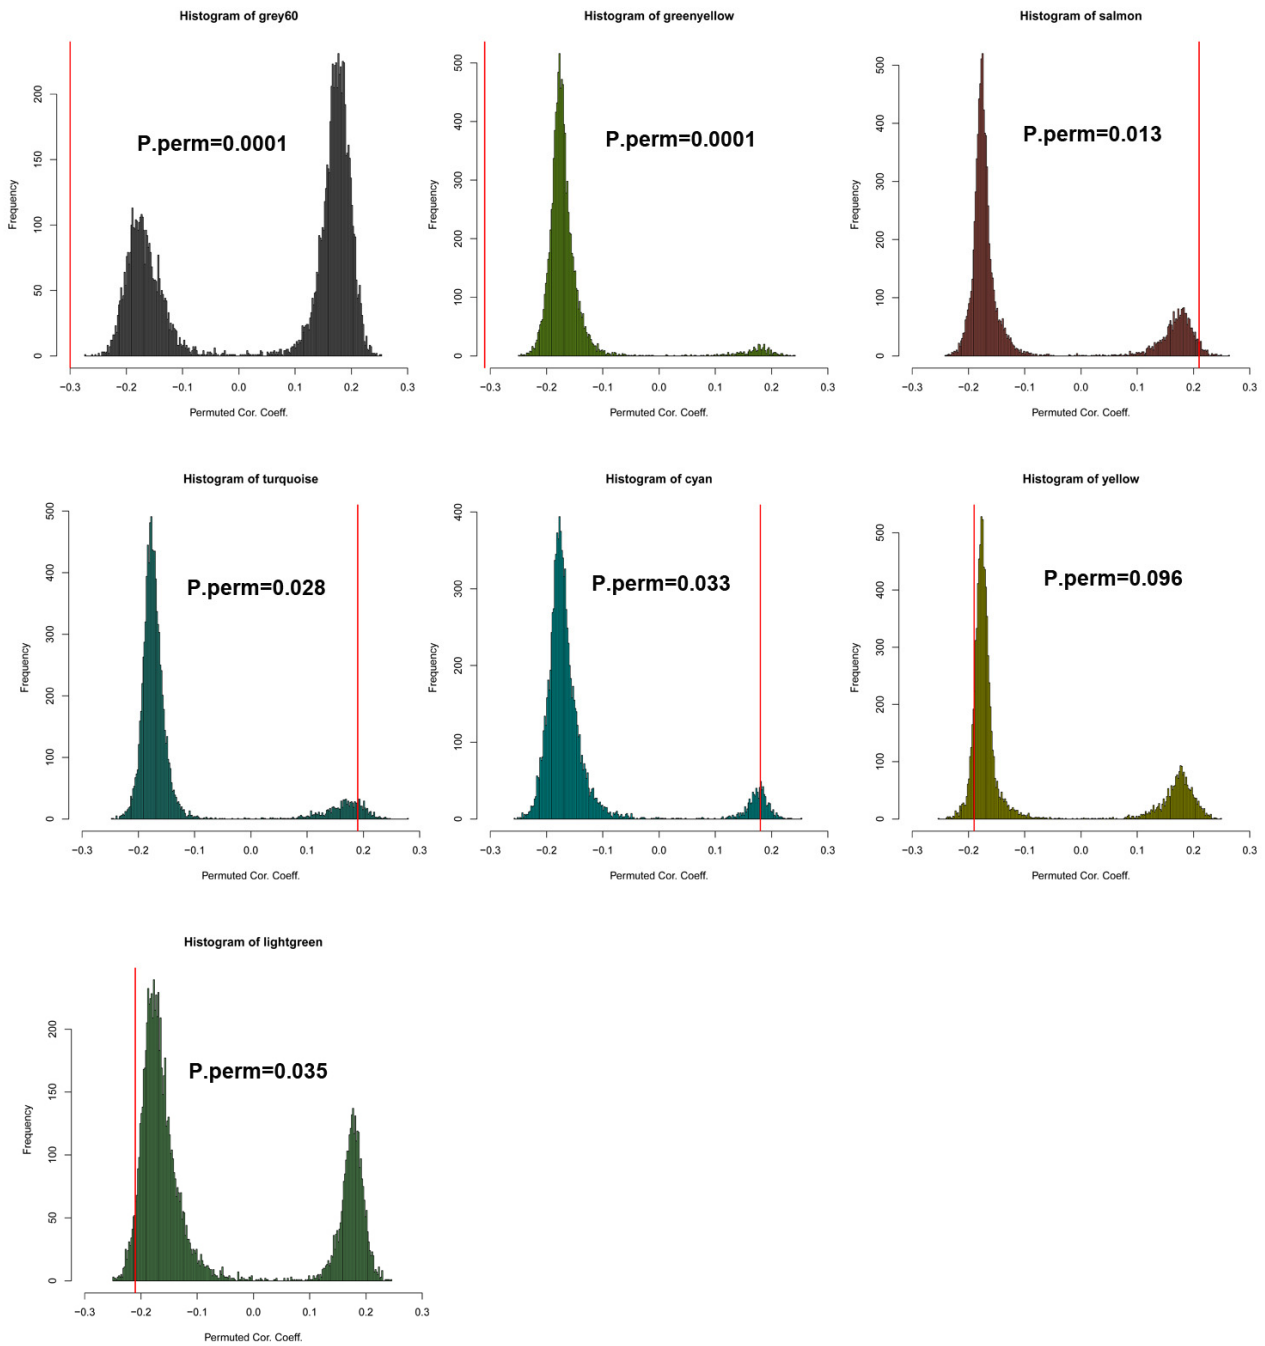 Histogram of grey60
P.perm=0.0001
Frequency
0 50 100 150 200
−0.3 −0.2 −0.1 0.0 0.1 0.2 0.3
Permuted Cor. Coeff.
Histogram of greenyellow
P.perm=0.0001
Frequency
0 100 200 300 400 500
−0.3 −0.2 −0.1 0.0 0.1 0.2 0.3
Permuted Cor. Coeff.
Histogram of salmon
P.perm=0.013
Frequency
0 100 200 300 400 500
−0.3 −0.2 −0.1 0.0 0.1 0.2 0.3
Permuted Cor. Coeff.
Histogram of turquoise
P.perm=0.028
Frequency
0 100 200 300 400 500
−0.3 −0.2 −0.1 0.0 0.1 0.2 0.3
Permuted Cor. Coeff.
Histogram of cyan
P.perm=0.033
Frequency
0 100 200 300 400
−0.3 −0.2 −0.1 0.0 0.1 0.2 0.3
Permuted Cor. Coeff.
Histogram of yellow
P.perm=0.096
Frequency
0 100 200 300 400 500
−0.3 −0.2 −0.1 0.0 0.1 0.2 0.3
Permuted Cor. Coeff.
Histogram of lightgreen
P.perm=0.035
Frequency
0 50 100 150 200
−0.3 −0.2 −0.1 0.0 0.1 0.2 0.3
Permuted Cor. Coeff.